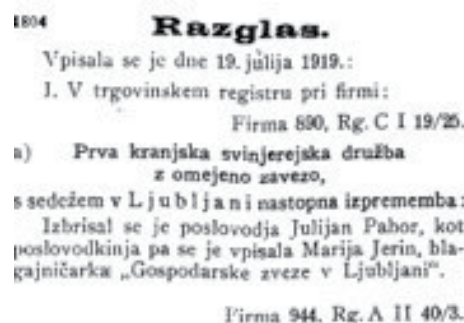 1804 Razglas.
Vpisala se je dne 19. julija 1919.:
I. V trgovinskem registru pri firmi:
Firma 890, Rg. C I 19/25.
a) Prva kranjska svinjerejska družba
z omejeno zavezo,
s sedežem v Ljubljani nastopna izprememba:
Izbrisal se je poslovodja Julijan Pabor, kot
poslovodkinja pa se je vpisala Marija Jerin, bla-
gajničarka „Gospodarske zveze v Ljubljani“.
Firma 944, Rg. A II 40/3.